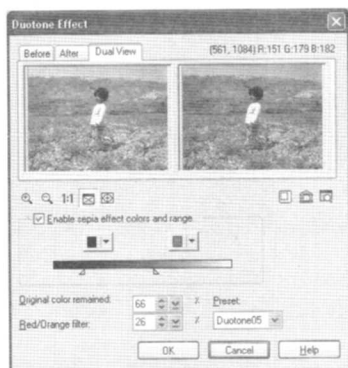 Duotone Effect
Before After Dual View (561, 1084) R:151 G:179 B:182
1:1
Enable sepia effect colors and range
Original color remained: 66 % Preset:
Red/Orange filter: 26 % Duotone05
OK Cancel Help